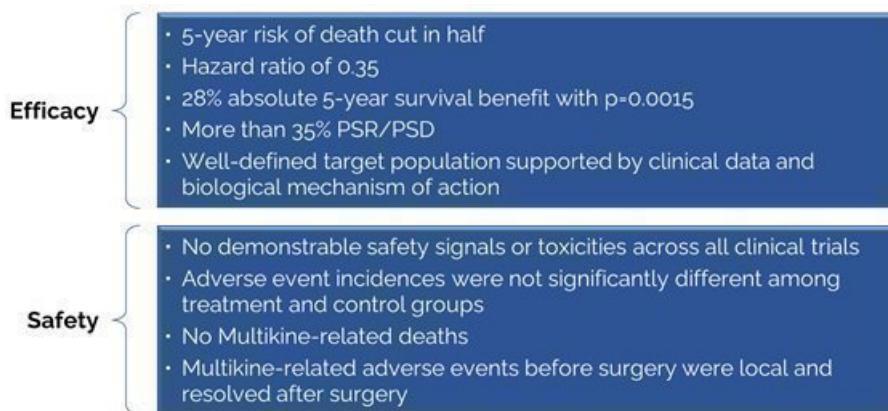 Efficacy
• 5-year risk of death cut in half
• Hazard ratio of 0.35
• 28% absolute 5-year survival benefit with p=0.0015
• More than 35% PSR/PSD
• Well-defined target population supported by clinical data and
biological mechanism of action
Safety
• No demonstrable safety signals or toxicities across all clinical trials
• Adverse event incidences were not significantly different among
treatment and control groups
• No Multikine-related deaths
• Multikine-related adverse events before surgery were local and
resolved after surgery